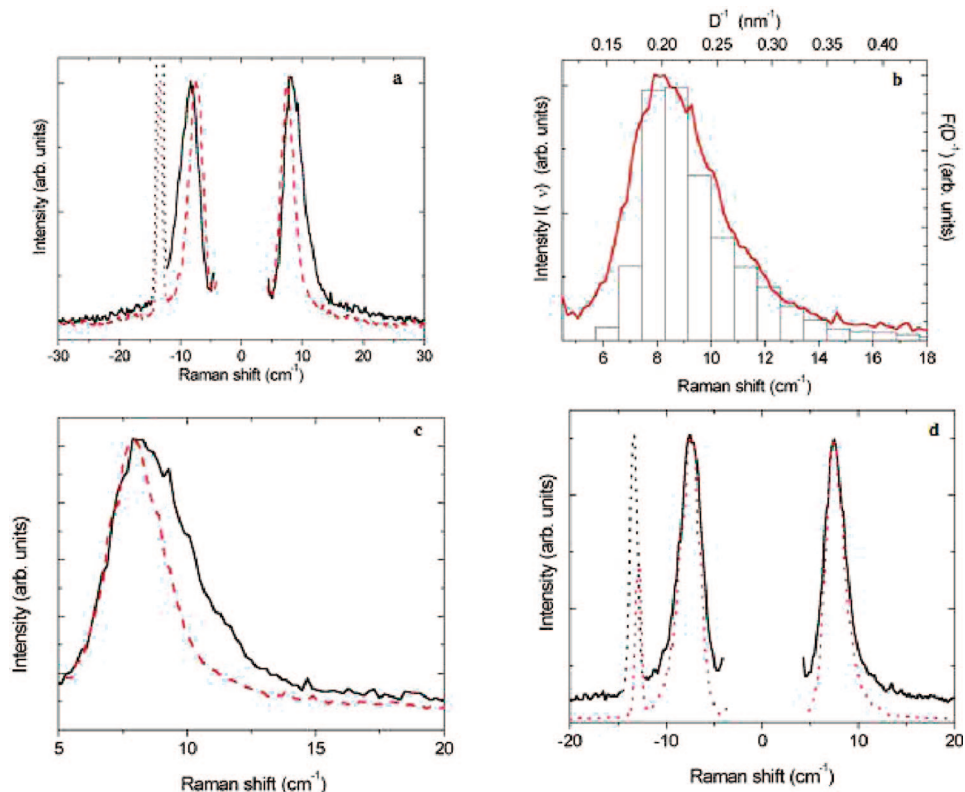 a
Intensity (arb. units)
-30 -20 -10 0 10 20 30
Raman shift (cm-1)
D-1 (nm-1)
0.15 0.20 0.25 0.30 0.35 0.40
b
Intensity I( ν) (arb. units)
F(D-1) (arb. units)
6 8 10 12 14 16 18
Raman shift (cm-1)
c
Intensity (arb. units)
5 10 15 20
Raman shift (cm-1)
d
Intensity (arb. units)
-20 -10 0 10 20
Raman shift (cm-1)